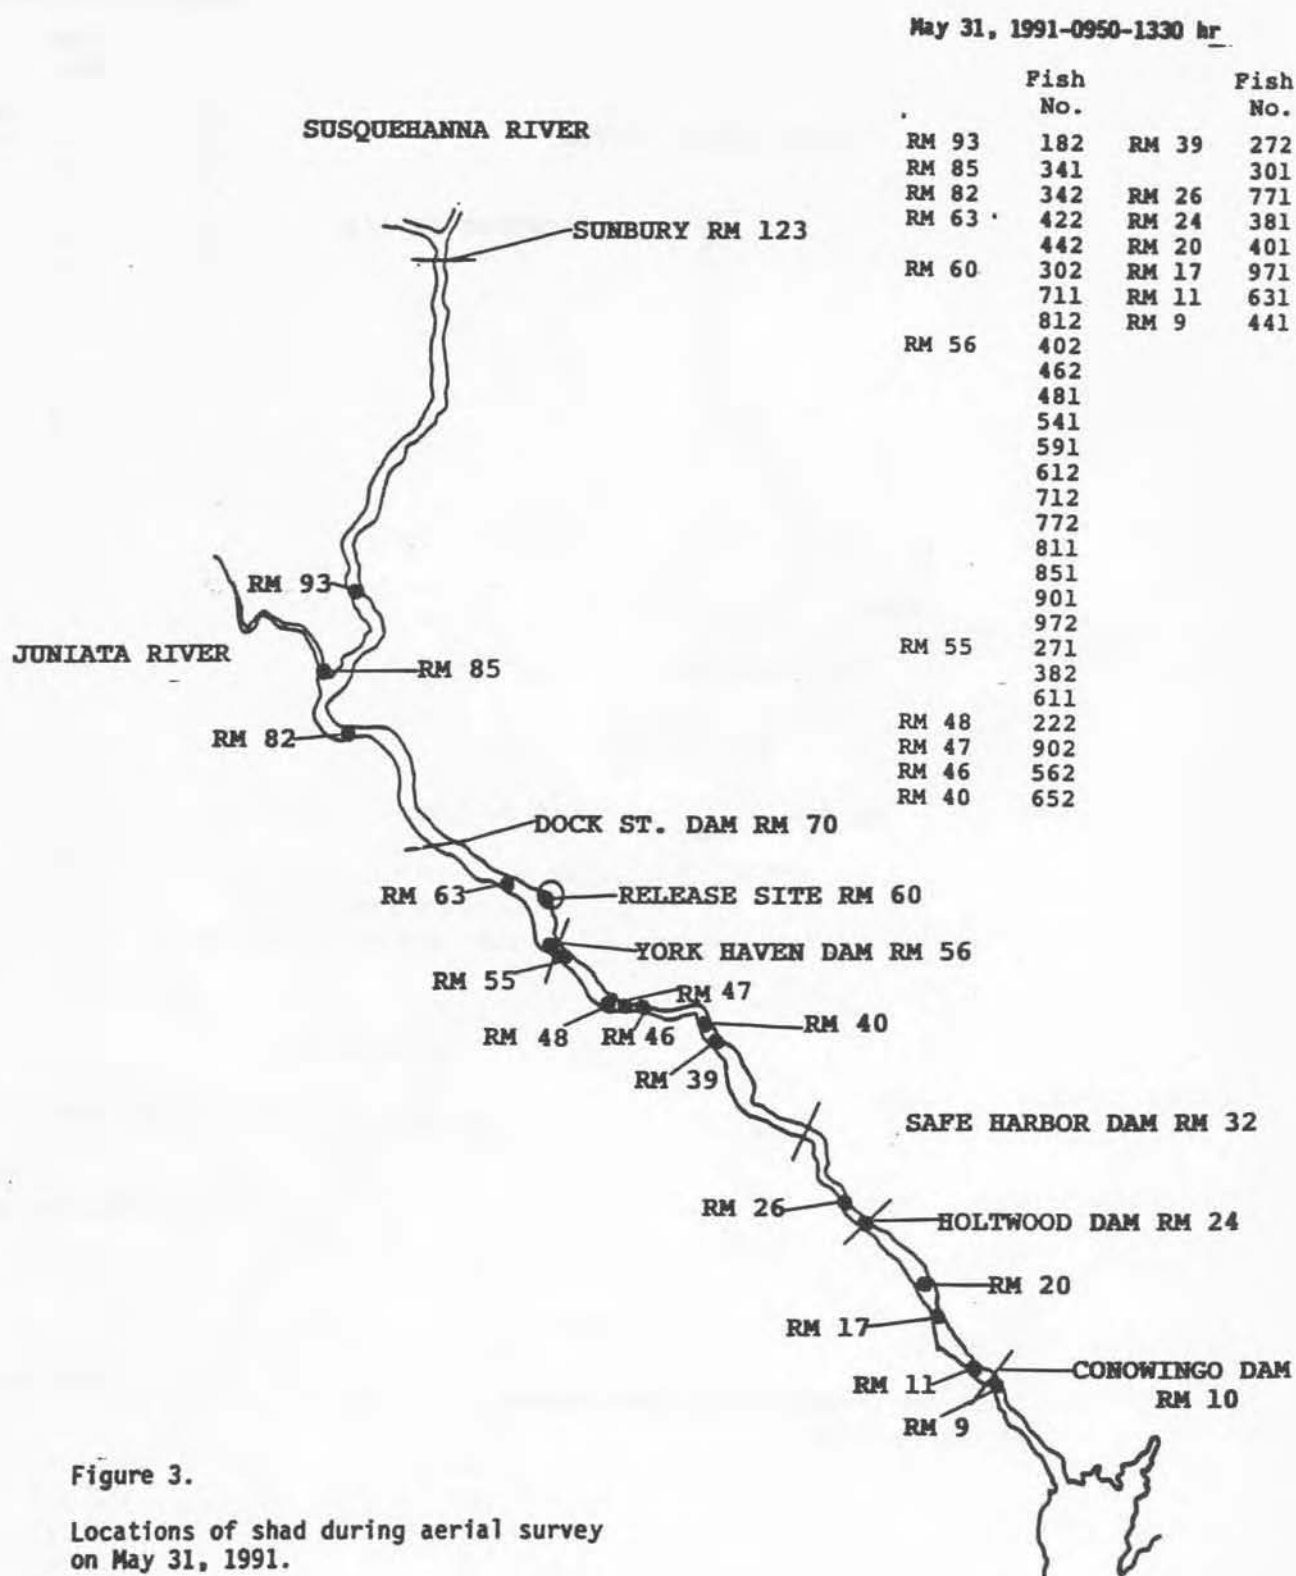 May 31, 1991-0950-1330 hr
Fish Fish
No. No.
RM 93 182 RM 39 272
RM 85 341 301
RM 82 342 RM 26 771
RM 63 422 RM 24 381
442 RM 20 401
RM 60 302 RM 17 971
711 RM 11 631
812 RM 9 441
RM 56 402
462
481
541
591
612
712
772
811
851
901
972
RM 55 271
382
611
RM 48 222
RM 47 902
RM 46 562
RM 40 652
SUSQUEHANNA RIVER
SUNBURY RM 123
RM 93
JUNIATA RIVER
RM 85
RM 82
DOCK ST. DAM RM 70
RM 63
RELEASE SITE RM 60
YORK HAVEN DAM RM 56
RM 55
RM 47
RM 48
RM 46
RM 40
RM 39
SAFE HARBOR DAM RM 32
RM 26
HOLTWOOD DAM RM 24
RM 20
RM 17
CONOWINGO DAM
RM 10
RM 11
RM 9
Figure 3.
Locations of shad during aerial survey
on May 31, 1991.